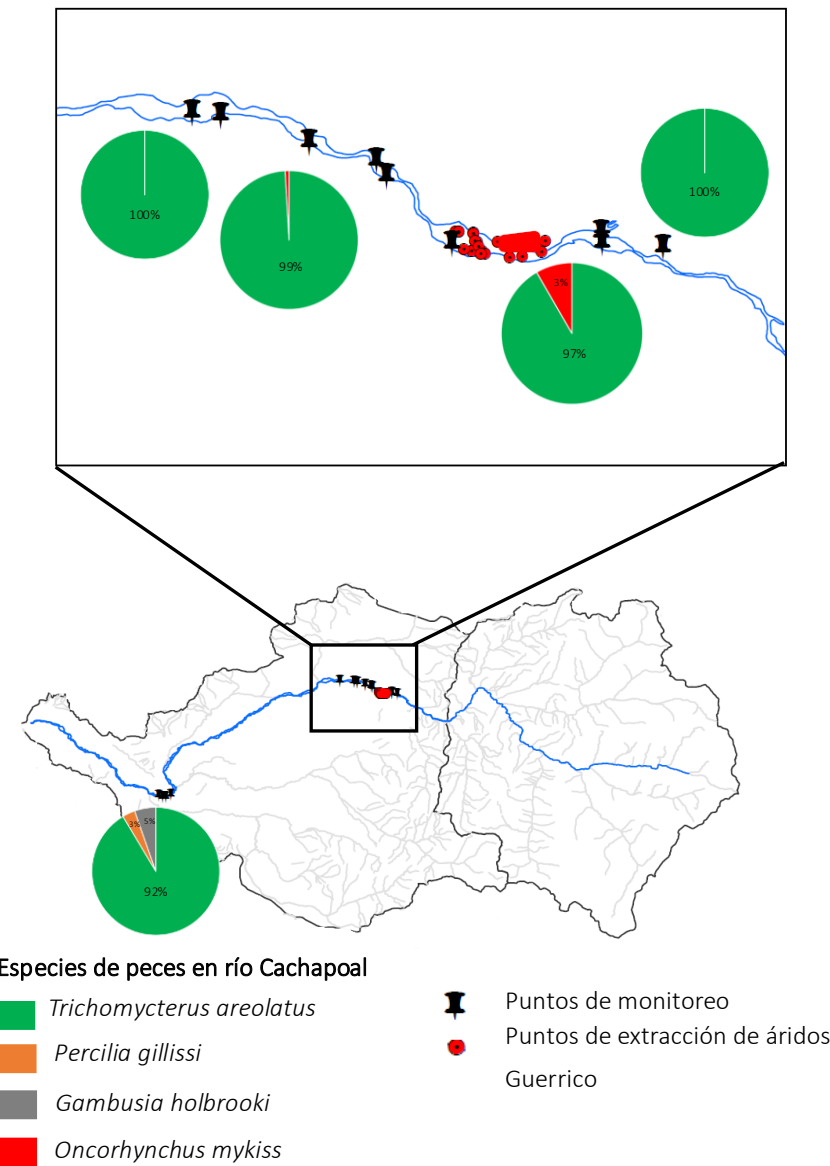 100%
100%
99%
3%
97%
3%
5%
92%
Especies de peces en río Cachapoal
Trichomycterus areolatus
Percilia gillissi
Gambusia holbrooki
Oncorhynchus mykiss
Puntos de monitoreo
Puntos de extracción de áridos
Guerrico